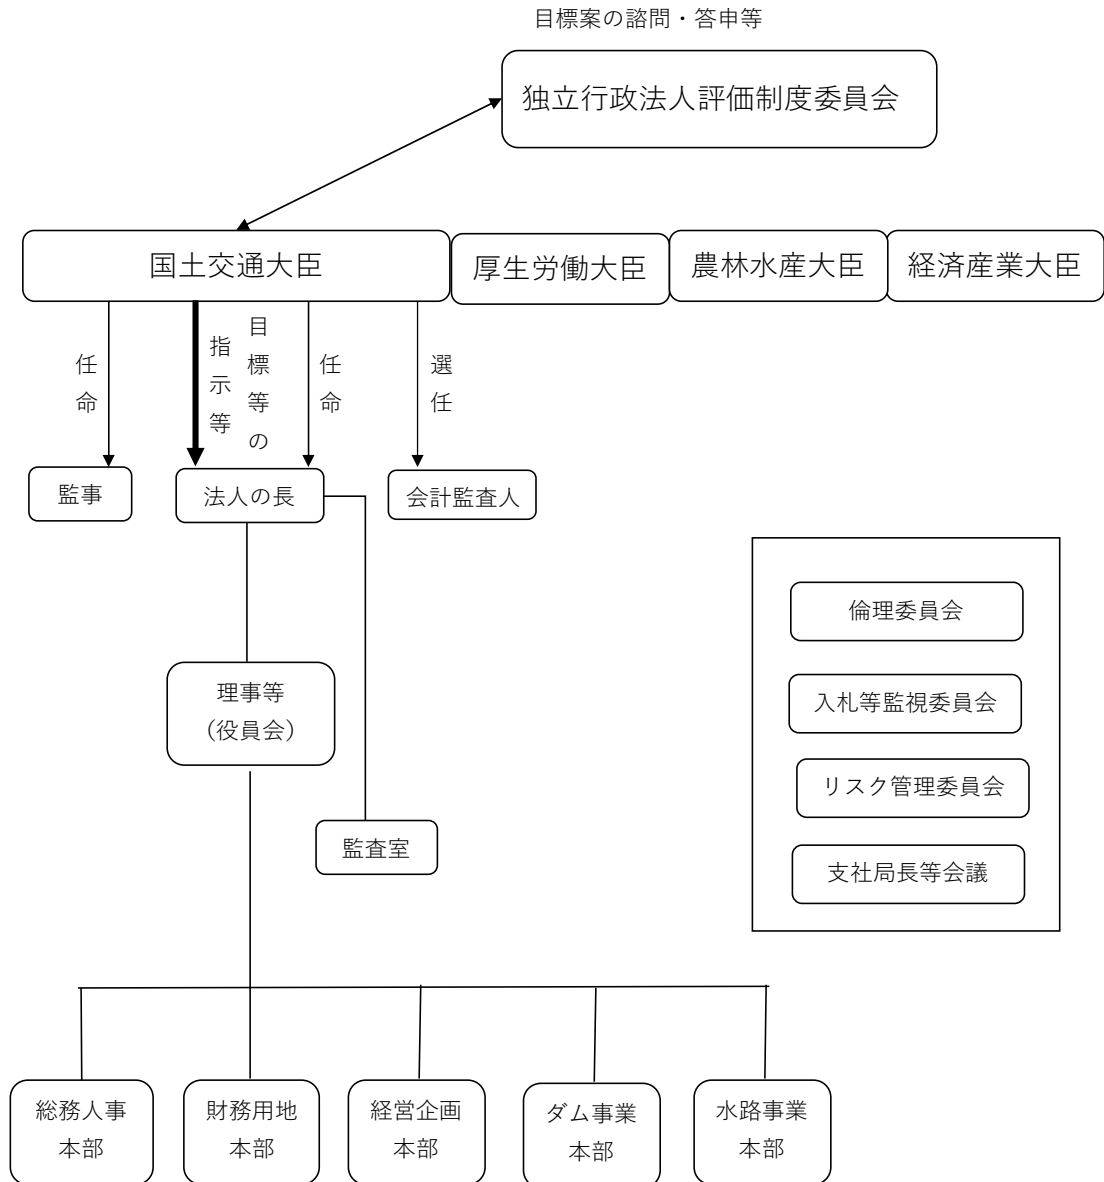 目標案の諮問・答申等
独立行政法人評価制度委員会
国土交通大臣
厚生労働大臣
農林水産大臣
経済産業大臣
任命
目標等の
指示等
任命
選任
監事
法人の長
会計監査人
倫理委員会
入札等監視委員会
リスク管理委員会
支社局長等会議
理事等
（役員会）
監査室
総務人事
本部
財務用地
本部
経営企画
本部
ダム事業
本部
水路事業
本部